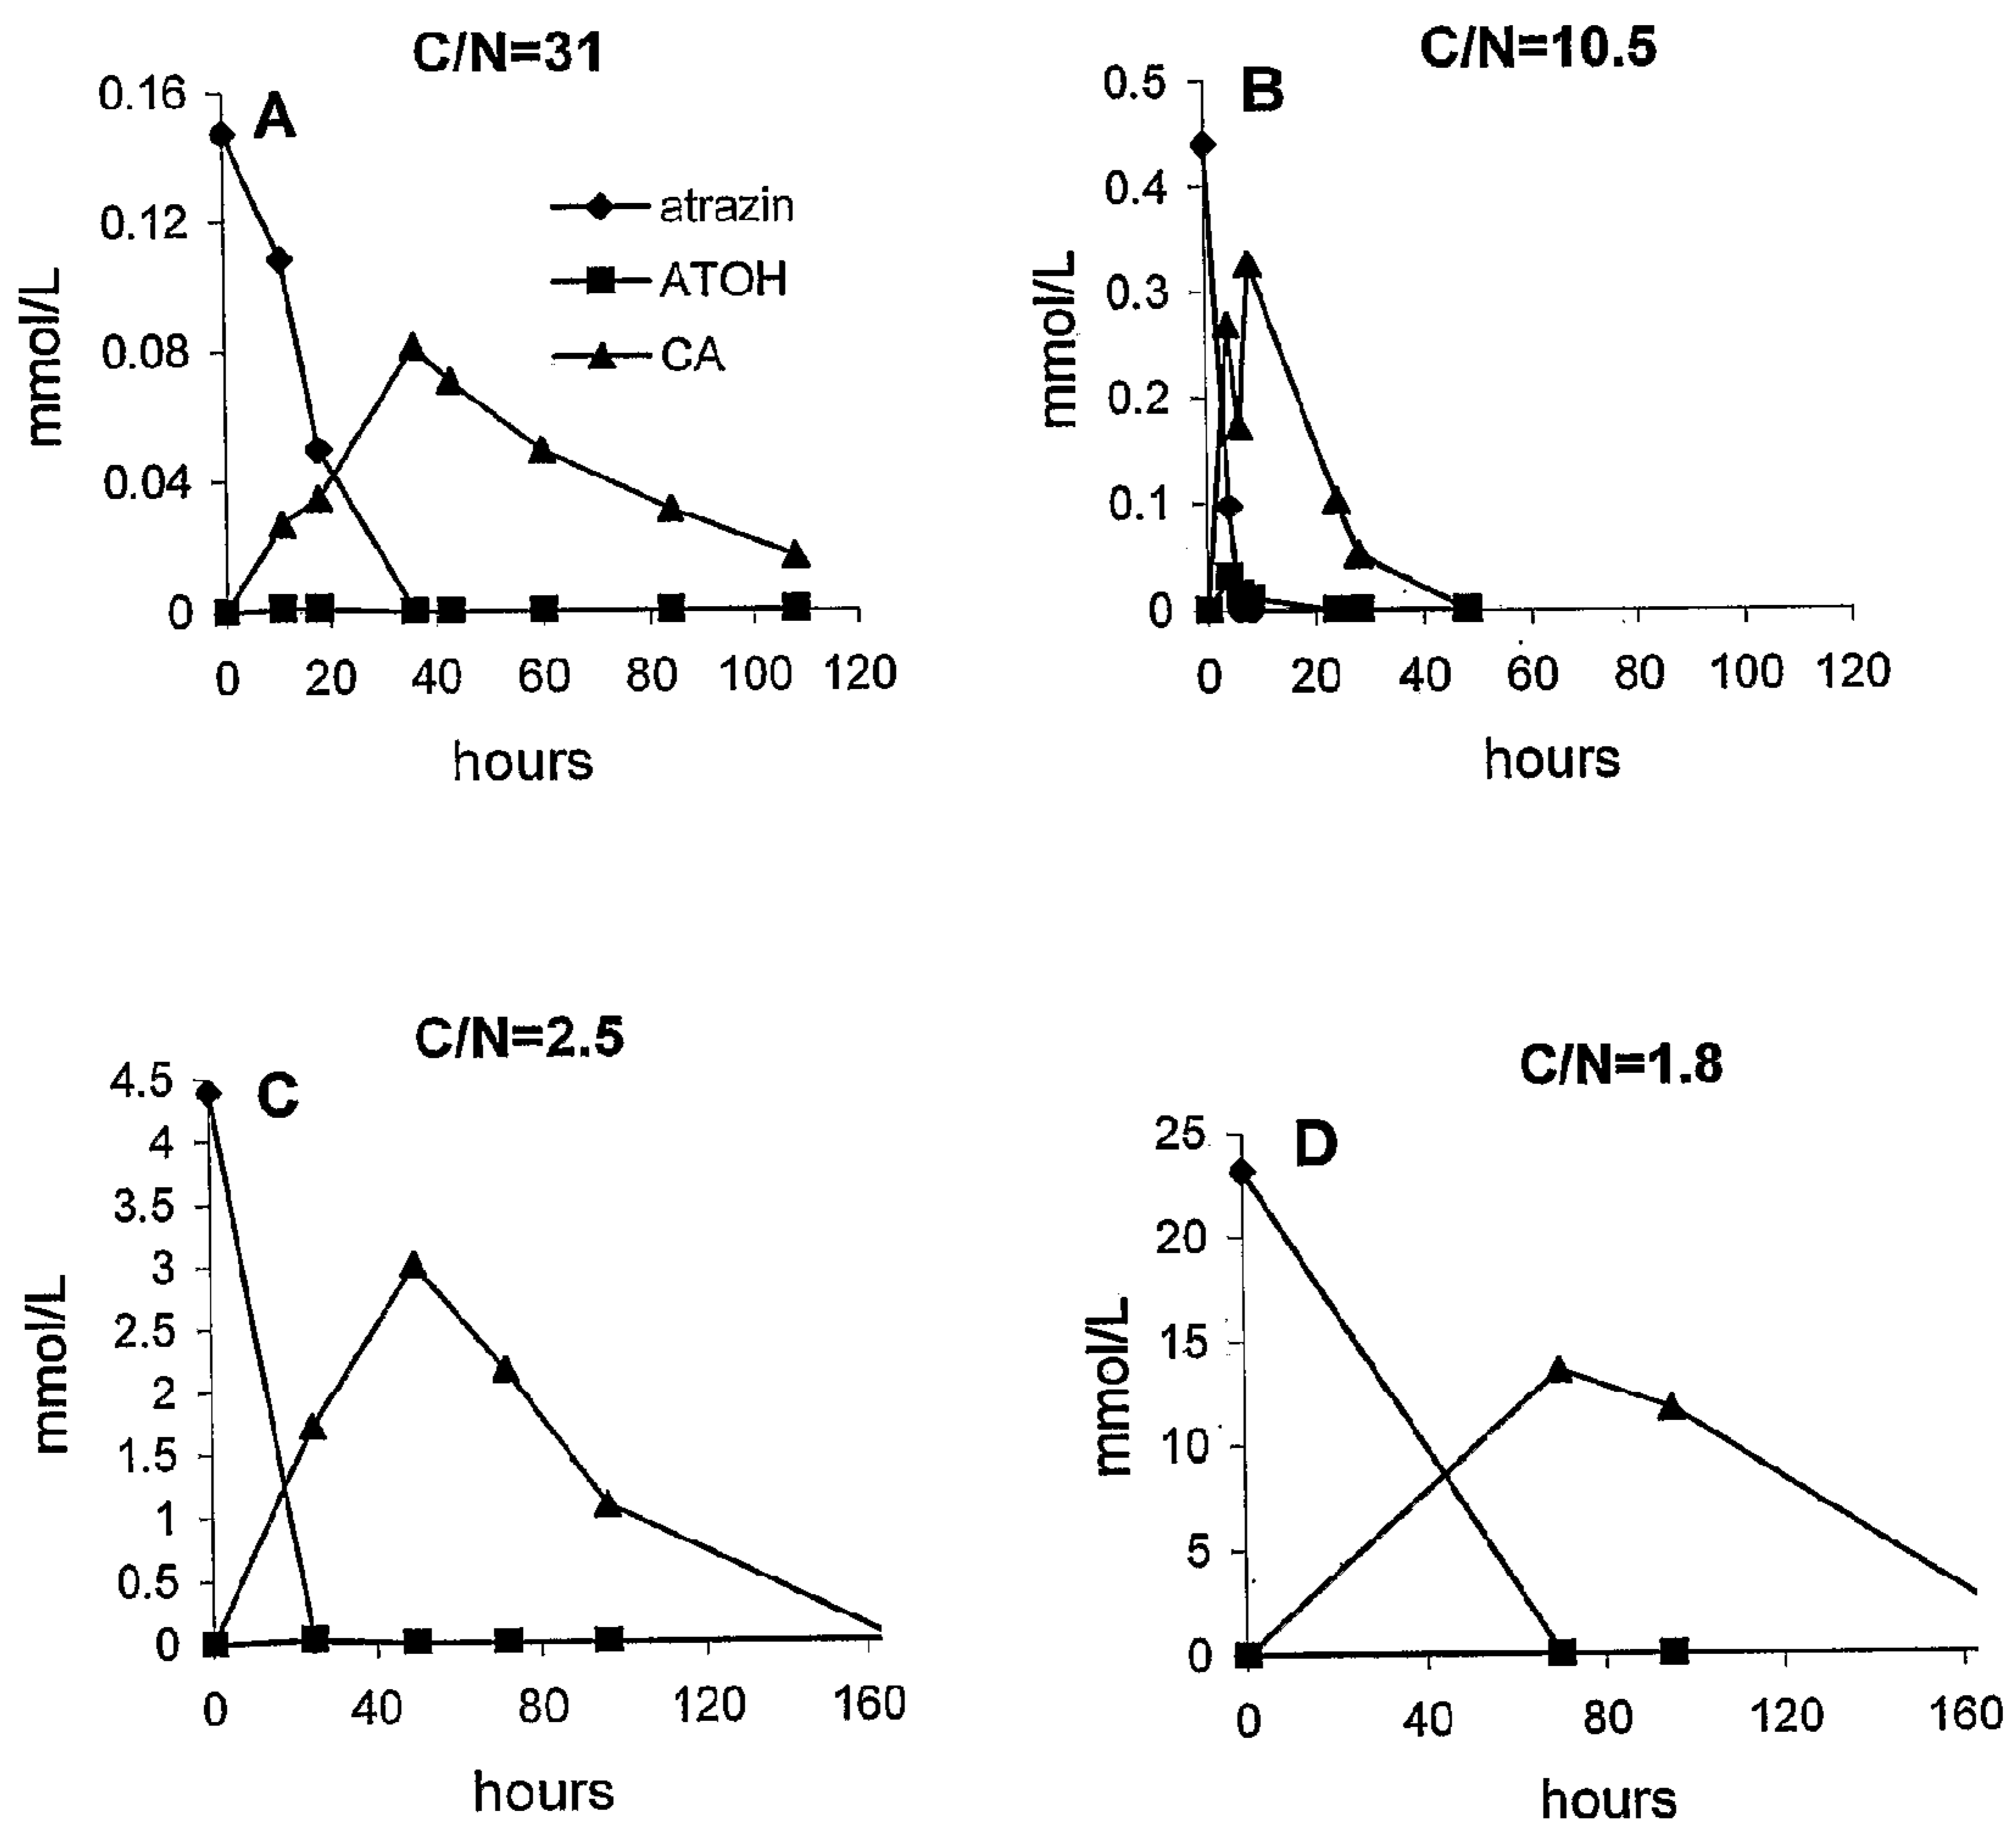 C/N=31
A
0.16
0.12
0.08
0.04
0
mmol/L
atrazin
ATOH
CA
0 20 40 60 80 100 120
hours
C/N=10.5
B
0.5
0.4
0.3
0.2
0.1
0
mmol/L
0 20 40 60 80 100 120
hours
C/N=2.5
C
4.5
4
3.5
3
2.5
2
1.5
1
0.5
0
mmol/L
0 40 80 120 160
hours
C/N=1.8
D
25
20
15
10
5
0
mmol/L
0 40 80 120 160
hours